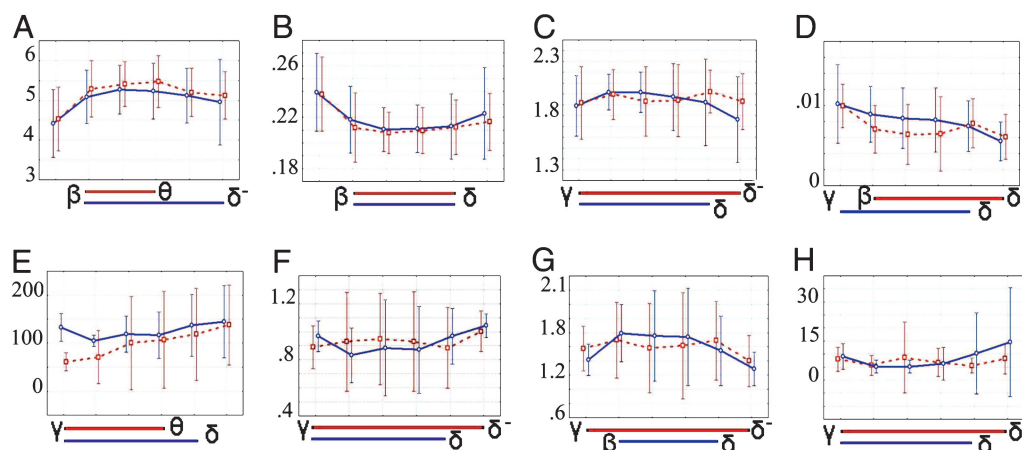 A
6
5
4
3
β θ
δ⁻
B
.26
.22
.18
β δ
C
2.3
1.8
1.3
γ δ⁻
δ
D
.01
0
γ β δ
δ
E
200
100
0
γ θ
δ
F
1.2
.8
.4
γ δ⁻
δ
G
2.1
1.8
1.2
.6
γ δ⁻
β δ
H
30
15
0
γ δ
δ